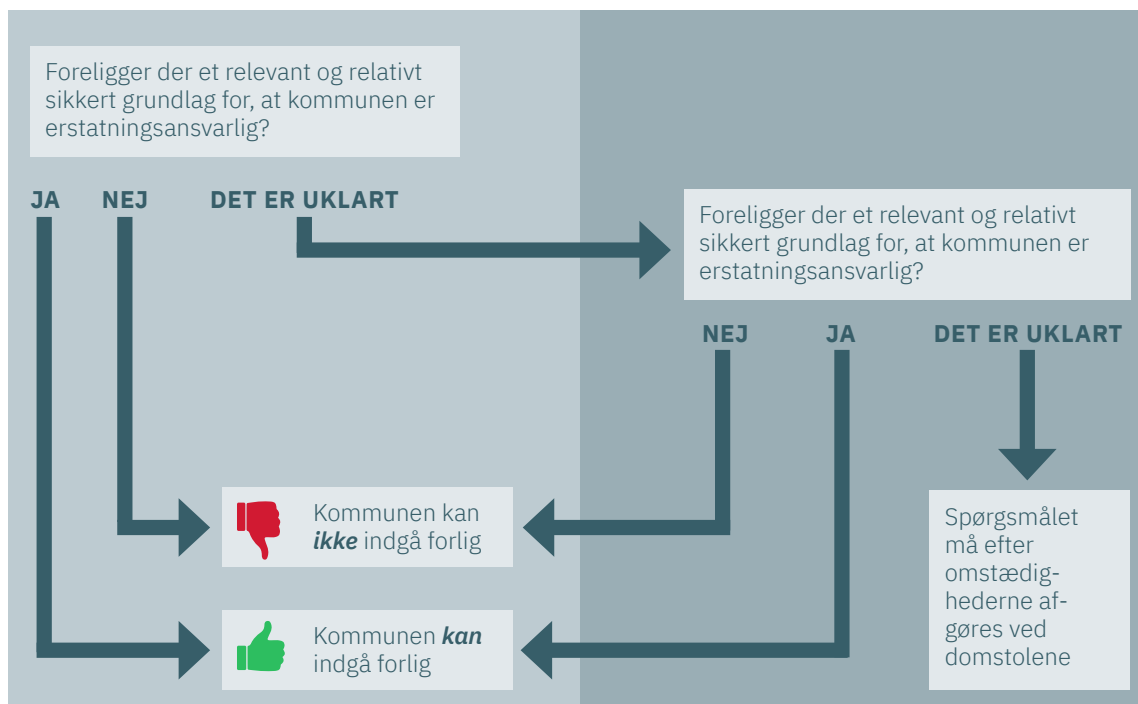 Foreligger der et relevant og relativt
sikkert grundlag for, at kommunen er
erstatningsansvarlig?
JA NEJ DET ER UKLART
Foreligger der et relevant og relativt
sikkert grundlag for, at kommunen er
erstatningsansvarlig?
NEJ JA DET ER UKLART
Kommunen kan
ikke indgå forlig
Kommunen kan
indgå forlig
Spørgsmålet
må efter
omstædig-
hederne af-
gøres ved
domstolene